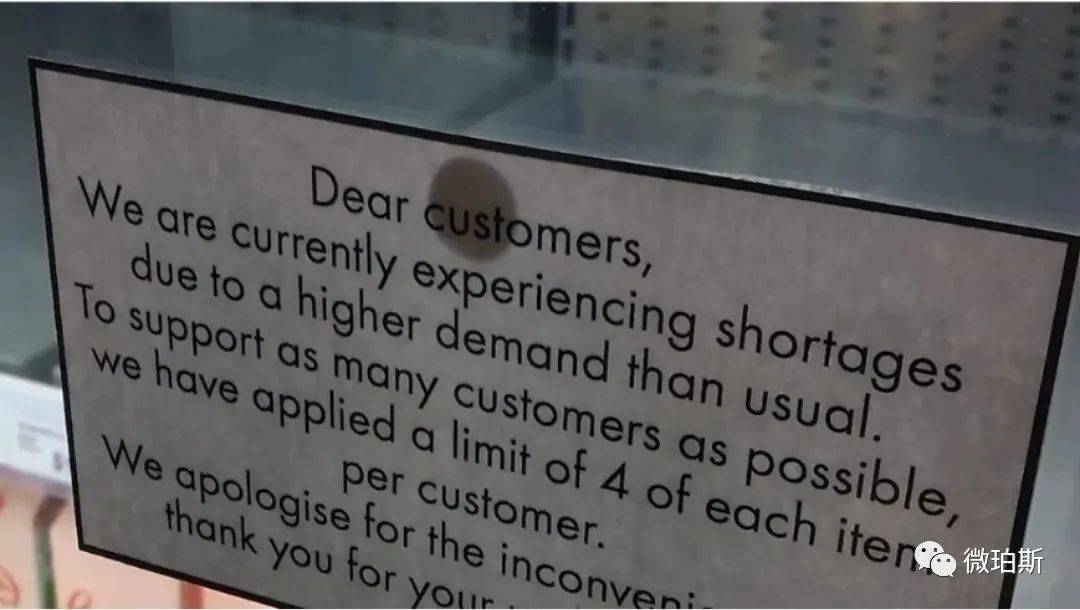 Dear customers,
We are currently experiencing shortages
due to a higher demand than usual.
To support as many customers as possible,
we have applied a limit of 4 of each item
per customer.
We apologise for the
thank you for your
微珀斯